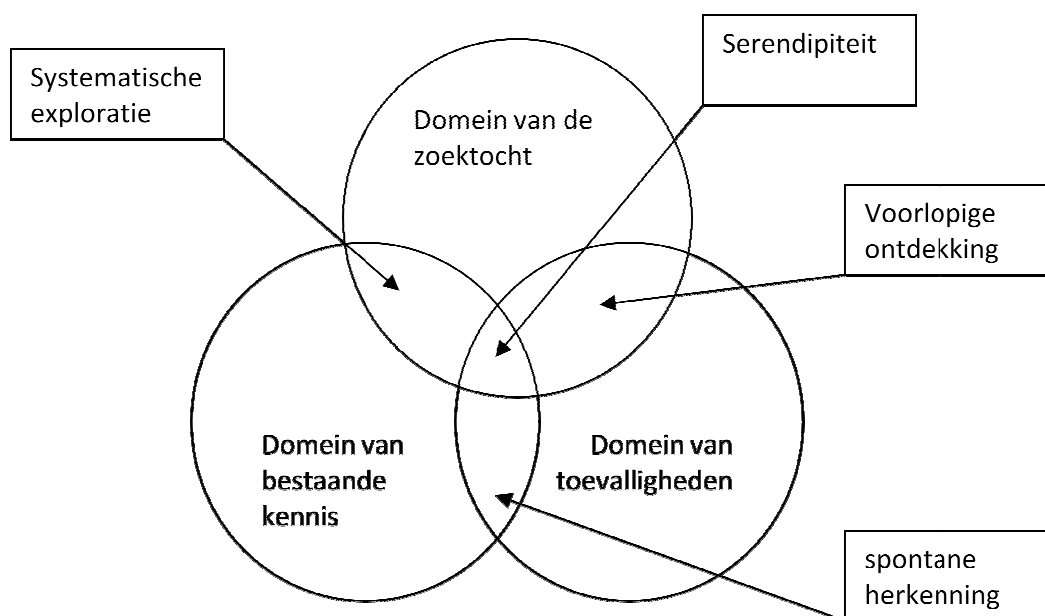 Systematische
exploratie
Serendipiteit
Domein van de
zoektocht
Voorlopige
ontdekking
Domein van
bestaande
kennis
Domein van
toevalligheden
spontane
herkenning